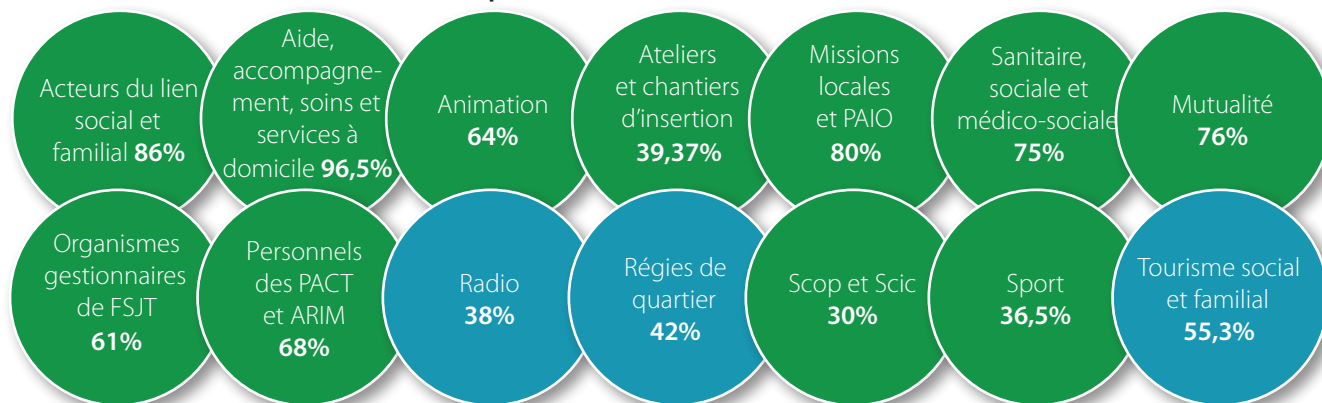 Acteurs du lien
social et
familial 86%
Aide,
accompagne-
ment, soins et
services à
domicile 96,5%
Animation
64%
Ateliers
et chantiers
d'insertion
39,37%
Missions
locales
et PAIO
80%
Sanitaire,
sociale et
médico-sociale
75%
Mutualité
76%
Organismes
gestionnaires
de FSJT
61%
Personnels
des PACT
et ARIM
68%
Radio
38%
Régies de
quartier
42%
Scop et Scic
30%
Sport
36,5%
Tourisme social
et familial
55,3%